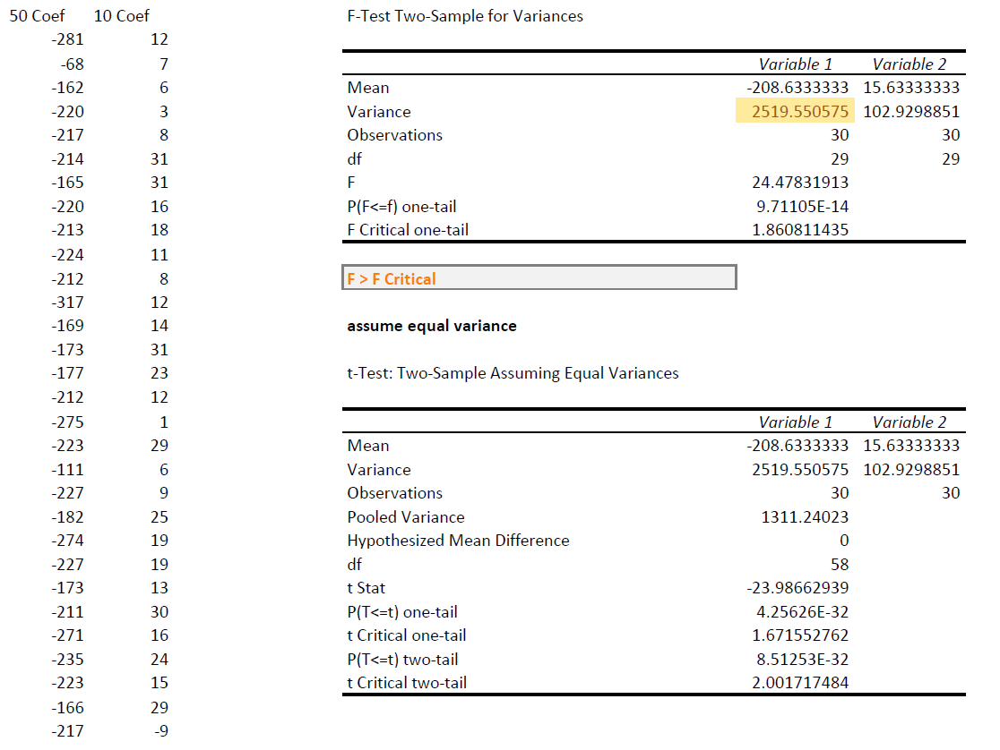 50 Coef 10 Coef F-Test Two-Sample for Variances
-281 12
-68 7 Variable 1 Variable 2
-162 6 Mean -208.6333333 15.63333333
-220 3 Variance 2519.550575 102.9298851
-217 8 Observations 30 30
-214 31 df 29 29
-165 31 F 24.47831913
-220 16 P(F<=f) one-tail 9.71105E-14
-213 18 F Critical one-tail 1.860811435
-224 11
-212 8 F > F Critical
-317 12
-169 14 assume equal variance
-173 31
-177 23 t-Test: Two-Sample Assuming Equal Variances
-212 12
-275 1 Variable 1 Variable 2
-223 29 Mean -208.6333333 15.63333333
-111 6 Variance 2519.550575 102.9298851
-227 9 Observations 30 30
-182 25 Pooled Variance 1311.24023
-274 19 Hypothesized Mean Difference 0
-227 19 df 58
-173 13 t Stat -23.98662939
-211 30 P(T<=t) one-tail 4.25626E-32
-271 16 t Critical one-tail 1.671552762
-235 24 P(T<=t) two-tail 8.51253E-32
-223 15 t Critical two-tail 2.001717484
-166 29
-217 -9